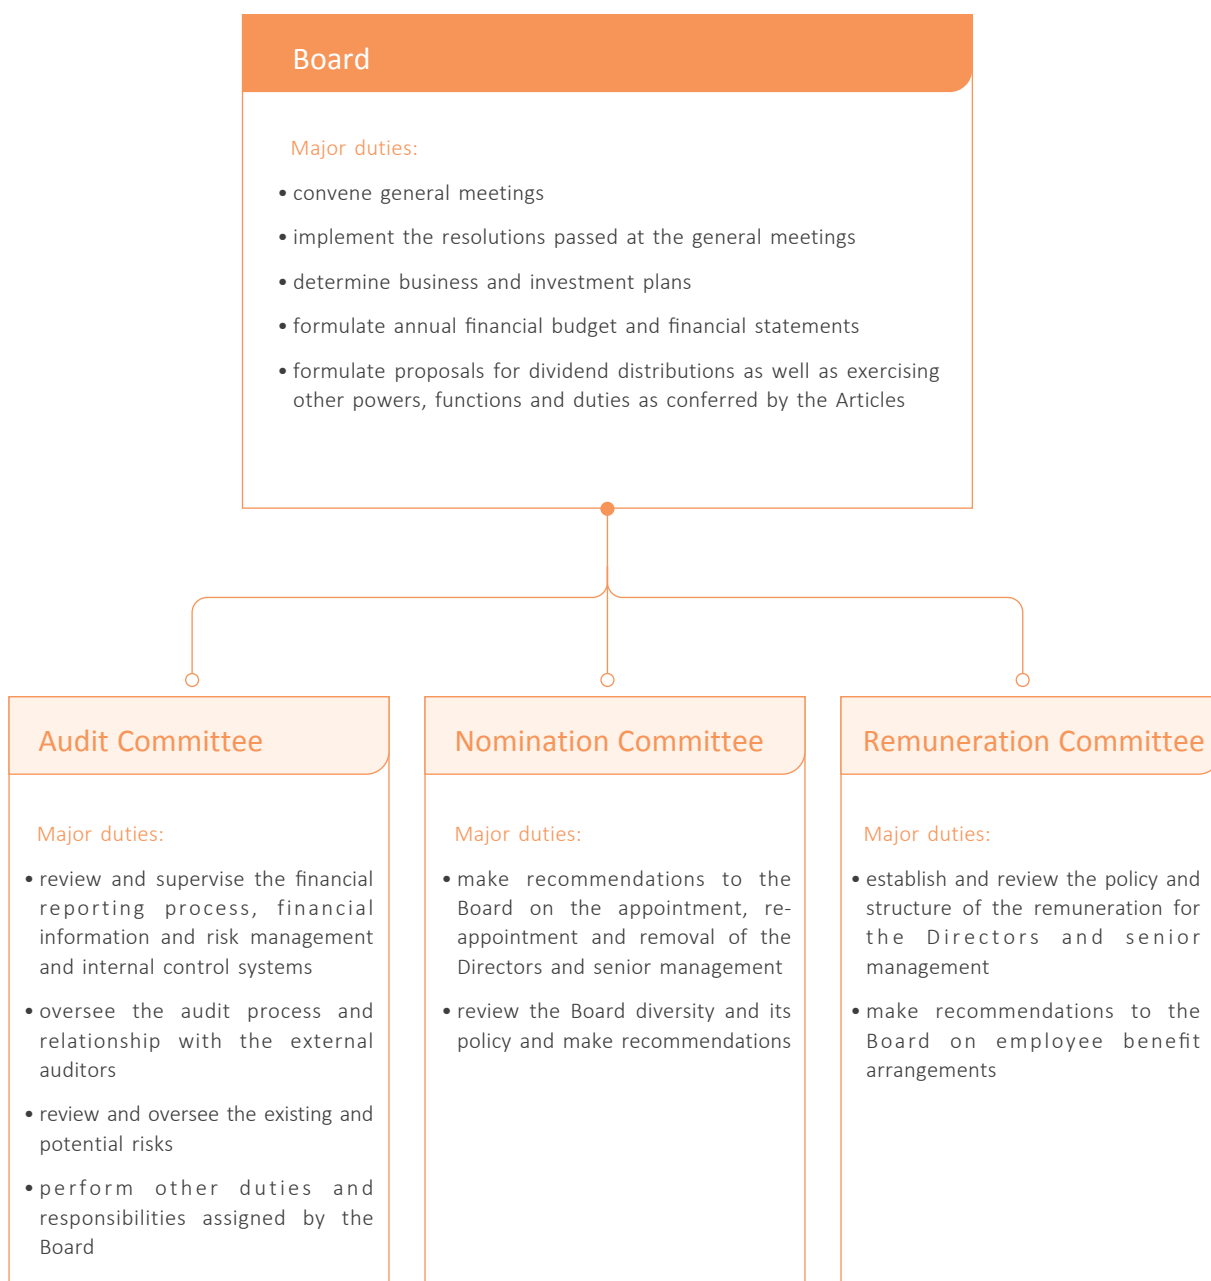 Board
Major duties:
• convene general meetings
• implement the resolutions passed at the general meetings
• determine business and investment plans
• formulate annual financial budget and financial statements
• formulate proposals for dividend distributions as well as exercising
other powers, functions and duties as conferred by the Articles
Audit Committee
Major duties:
• review and supervise the financial
reporting process, financial
information and risk management
and internal control systems
• oversee the audit process and
relationship with the external
auditors
• review and oversee the existing and
potential risks
• perform other duties and
responsibilities assigned by the
Board
Nomination Committee
Major duties:
• make recommendations to the
Board on the appointment, re-
appointment and removal of the
Directors and senior management
• review the Board diversity and its
policy and make recommendations
Remuneration Committee
Major duties:
• establish and review the policy and
structure of the remuneration for
the Directors and senior
management
• make recommendations to the
Board on employee benefit
arrangements